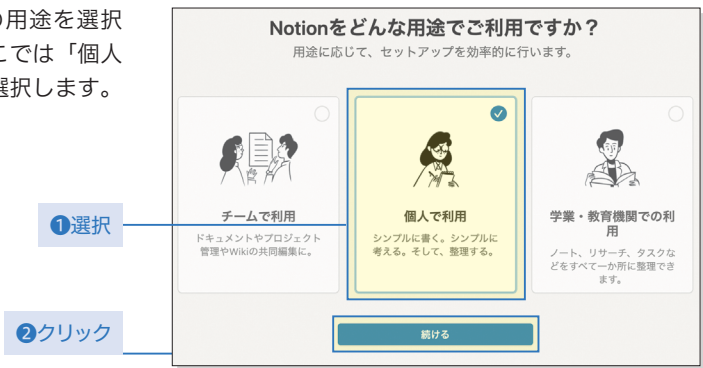 用途を選択
こでは「個人
選択します。
Notionをどんな用途でご利用ですか?
用途に応じて、セットアップを効率的に行います。
チームで利用
ドキュメントやプロジェクト
管理やWikiの共同編集に。
個人で利用
シンプルに書く。シンプルに
考える。そして、整理する。
学業・教育機関での利
用
ノート、リサーチ、タスクな
どをすべて一か所に整理でき
ます。
❶選択
❷クリック
続ける